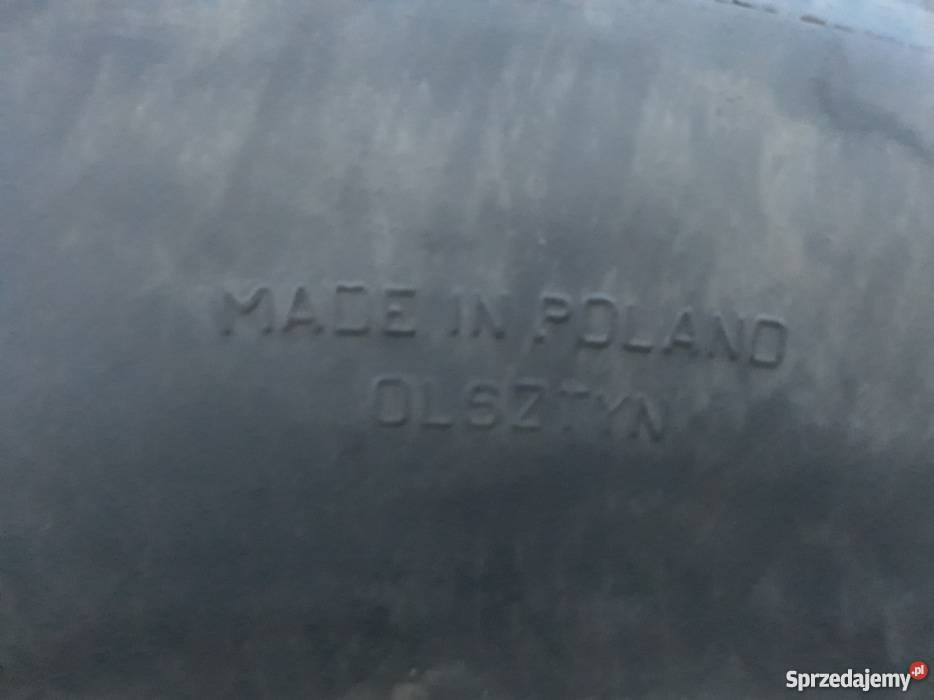 MADE IN POLAND
OLSZTYN
Sprzedajemy.pl